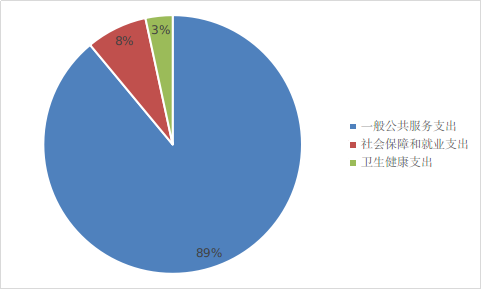 3%
8%
89%
一般公共服务支出
社会保障和就业支出
卫生健康支出